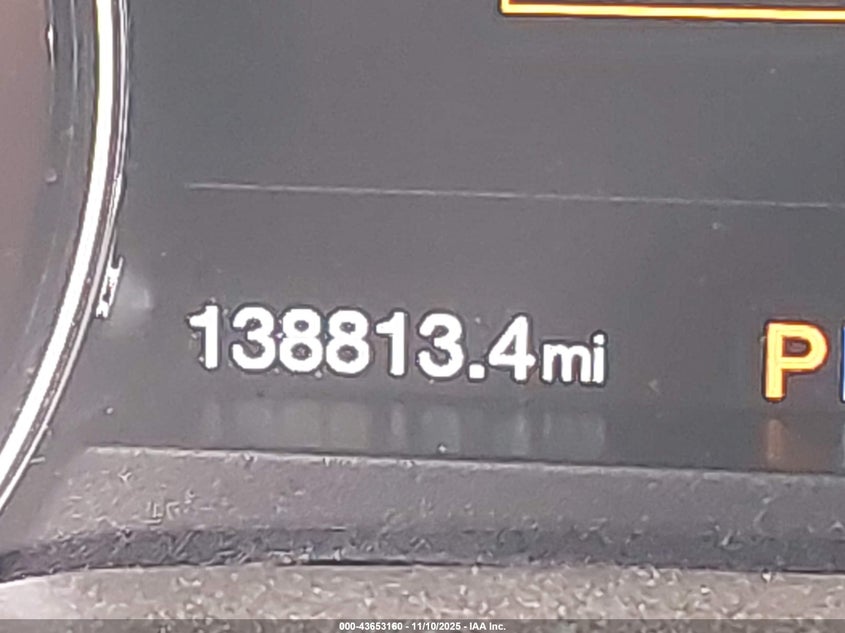 138813.4mi
P
000-43653160 - 11/10/2025 - IAA Inc.